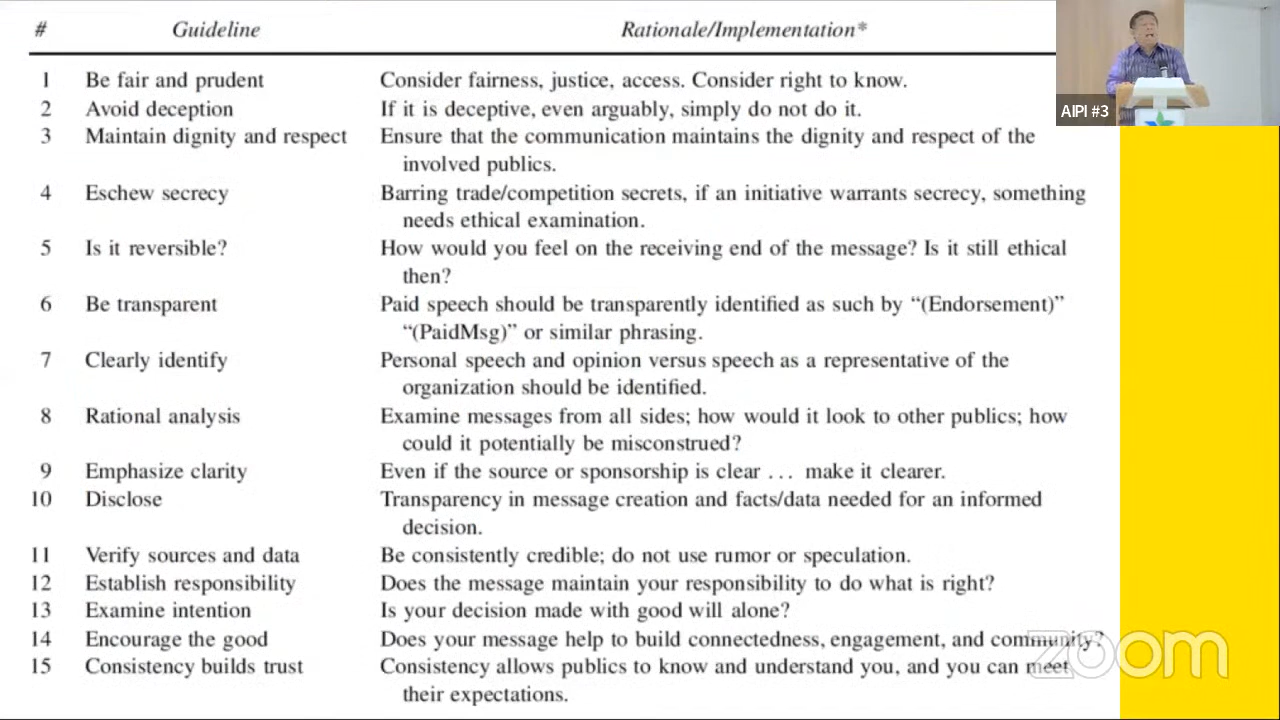 # Guideline Rationale/Implementation*
1 Be fair and prudent Consider fairness, justice, access. Consider right to know.
2 Avoid deception If it is deceptive, even arguably, simply do not do it.
3 Maintain dignity and respect Ensure that the communication maintains the dignity and respect of the
involved publics.
4 Eschew secrecy Barring trade/competition secrets, if an initiative warrants secrecy, something
needs ethical examination.
5 Is it reversible? How would you feel on the receiving end of the message? Is it still ethical
then?
6 Be transparent Paid speech should be transparently identified as such by “(Endorsement)”
“(PaidMsg)” or similar phrasing.
7 Clearly identify Personal speech and opinion versus speech as a representative of the
organization should be identified.
8 Rational analysis Examine messages from all sides; how would it look to other publics; how
could it potentially be misconstrued?
9 Emphasize clarity Even if the source or sponsorship is clear . . . make it clearer.
10 Disclose Transparency in message creation and facts/data needed for an informed
decision.
11 Verify sources and data Be consistently credible; do not use rumor or speculation.
12 Establish responsibility Does the message maintain your responsibility to do what is right?
13 Examine intention Is your decision made with good will alone?
14 Encourage the good Does your message help to build connectedness, engagement, and community?
15 Consistency builds trust Consistency allows publics to know and understand you, and you can meet
their expectations.
AIPI #3
zoom